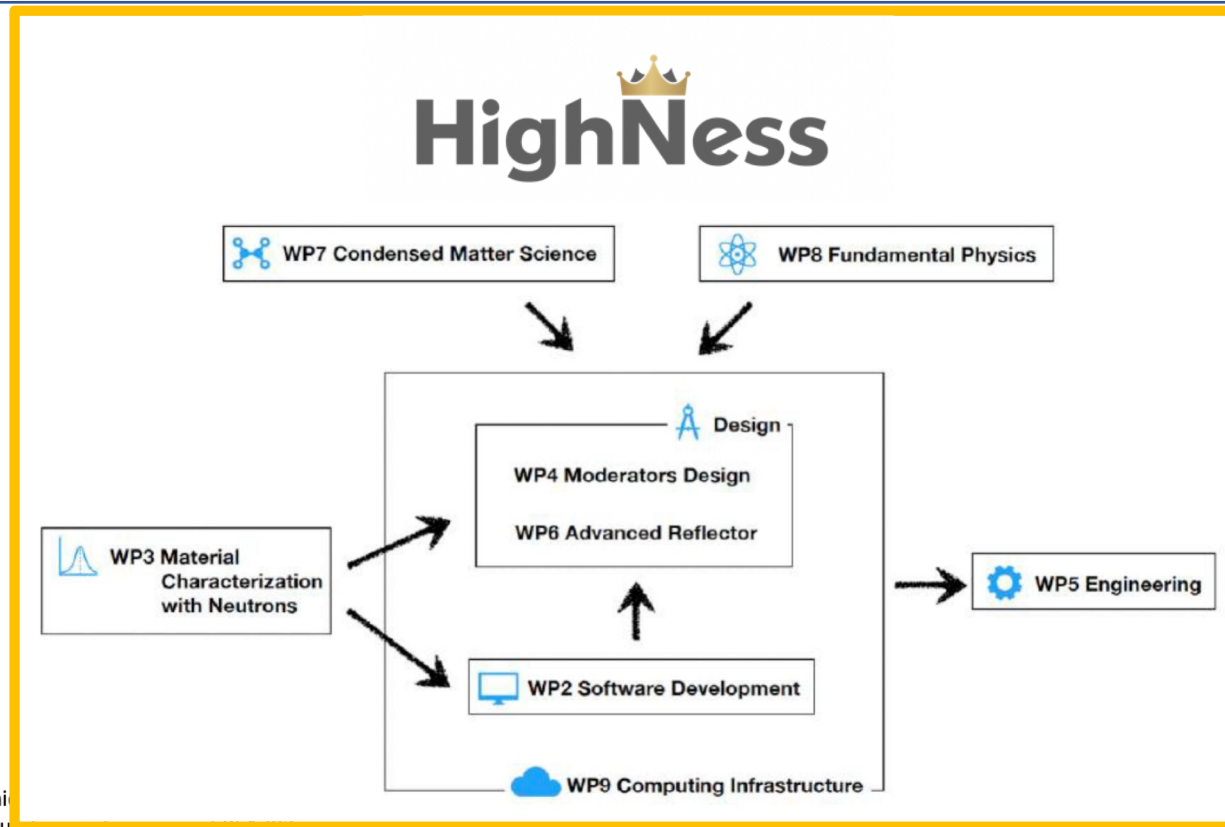 HighNess
WP7 Condensed Matter Science
WP8 Fundamental Physics
Design
WP4 Moderators Design
WP6 Advanced Reflector
WP3 Material
Characterization
with Neutrons
WP5 Engineering
WP2 Software Development
WP9 Computing Infrastructure